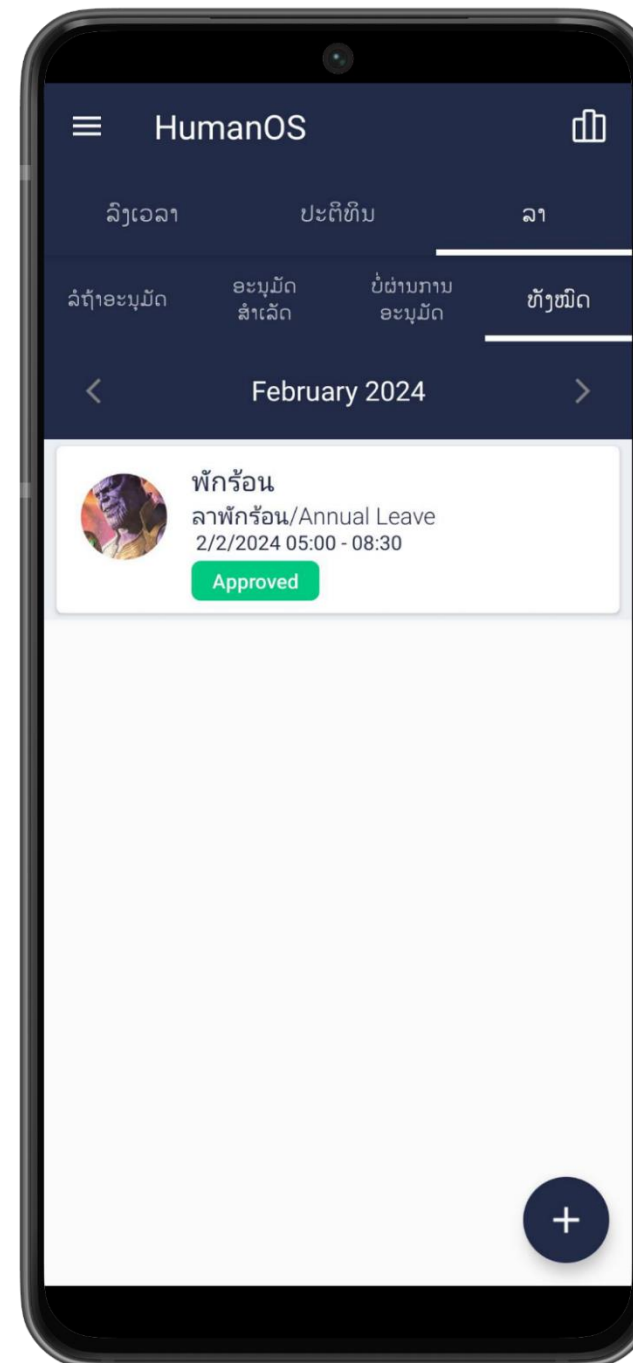 HumanOS
ລົງເວລາ
ປະຕິທິນ
ລາ
ລໍຖ້າອະນຸມັດ
ອະນຸມັດ
ສຳເລັດ
ບໍ່ຜ່ານການ
ອະນຸມັດ
ທັງໝົດ
February 2024
พักร้อน
ลาพักร้อน/Annual Leave
2/2/2024 05:00 - 08:30
Approved